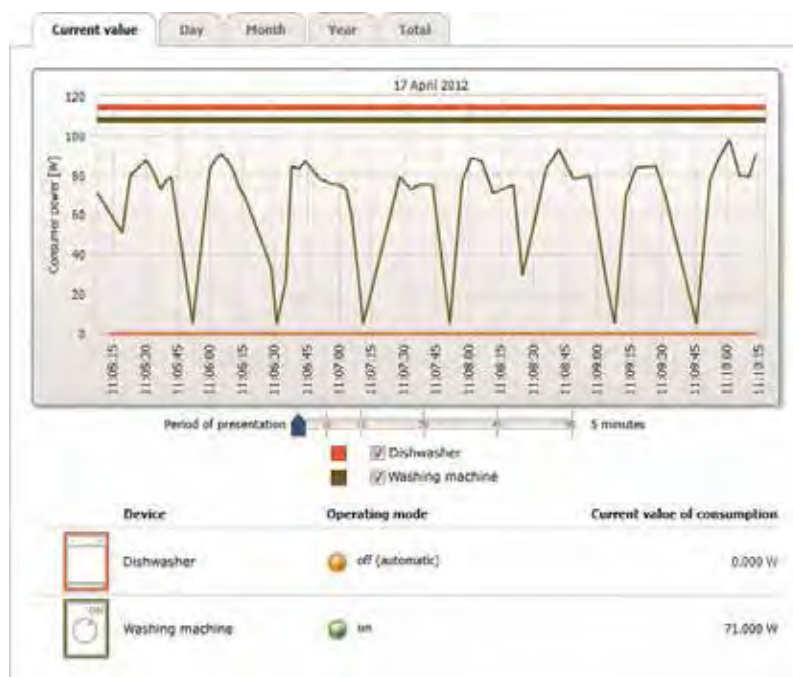 Current value Day Month Year Total
17 April 2012
120
100
80
60
40
20
0
Consumer power [W]
11:05:15 11:05:30 11:05:45 11:06:00 11:06:15 11:06:30 11:06:45 11:07:00 11:07:15 11:07:30 11:07:45 11:08:00 11:08:15 11:08:30 11:08:45 11:09:00 11:09:15 11:09:30 11:09:45 11:10:00 11:10:15
Period of presentation 5 minutes
Dishwasher
Washing machine
Device Operating mode Current value of consumption
Dishwasher off (automatic) 0.000 W
Washing machine on 71.000 W